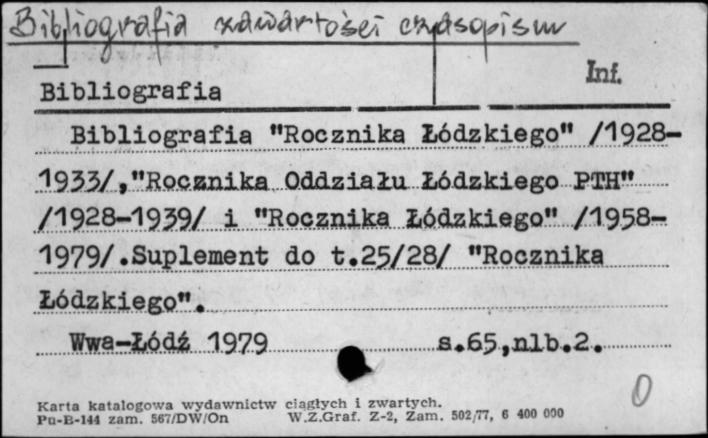 Bibliografia zawartości czasopism
Inf.
Bibliografia
Bibliografia "Rocznika Łódzkiego" /1928-
1933/,"Rocznika Oddziału Łódzkiego PTH"
/1928-1939/ i "Rocznika Łódzkiego" /1958-
1979/.Suplement do t.25/28/ "Rocznika
Łódzkiego".
Wwa-Łódź 1979 s.65,nlb.2.
0
Karta katalogowa wydawnictw ciągłych i zwartych.
Pu-B-144 zam. 567/DW/On W.Z.Graf. Z-2, Zam. 502/77, 6 400 000